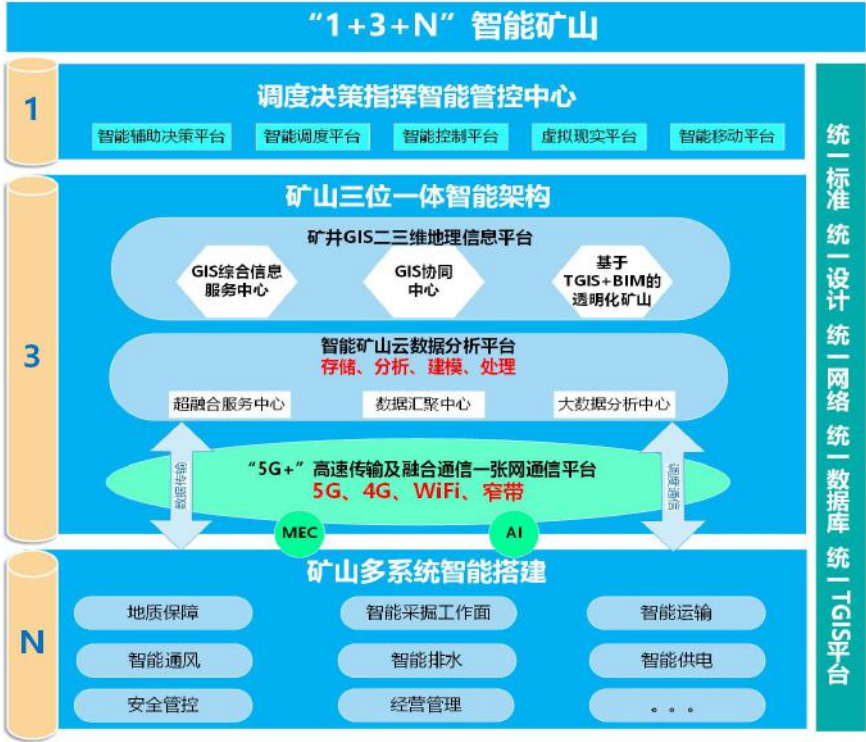 “1+3+N”智能矿山
1
调度决策指挥智能管控中心
智能辅助决策平台
智能调度平台
智能控制平台
虚拟现实平台
智能移动平台
3
矿山三位一体智能架构
矿井GIS二三维地理信息平台
GIS综合信息
服务中心
GIS协同
中心
基于
TGIS+BIM的
透明化矿山
智能矿山云数据分析平台
存储、分析、建模、处理
超融合服务中心
数据汇聚中心
大数据分析中心
数据传输
“5G+”高速传输及融合通信一张网通信平台
5G、4G、WiFi、窄带
调度通信
MEC
AI
N
矿山多系统智能搭建
地质保障
智能采掘工作面
智能运输
智能通风
智能排水
智能供电
安全管控
经营管理
。。。
统一标准 统一设计 统一网络 统一数据库 统一TGIS平台